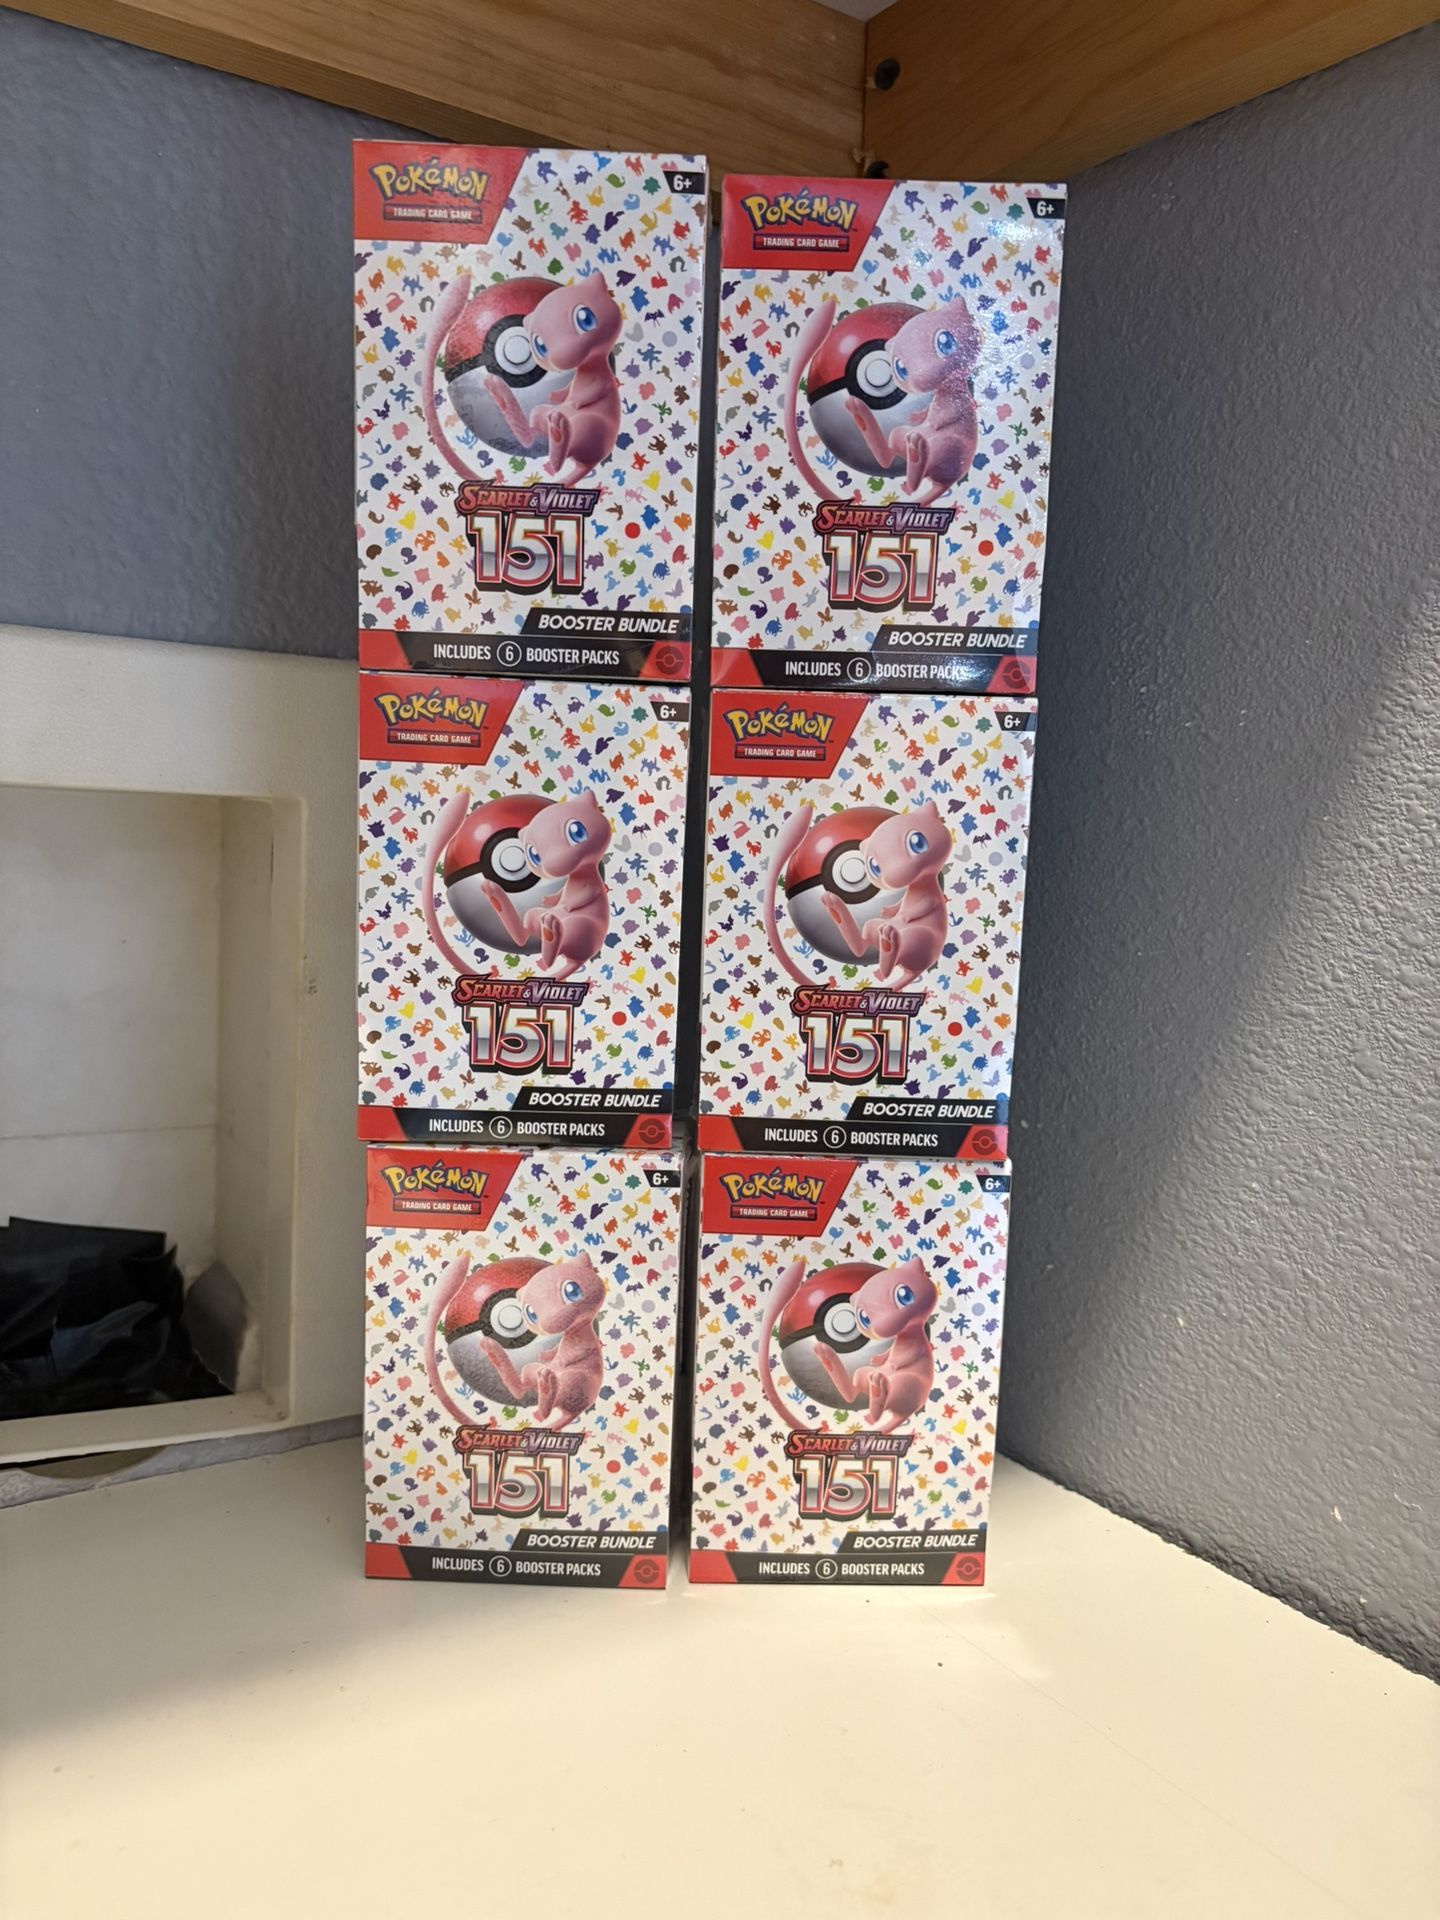 POKéMON
TRADING CARD GAME
6+
SCARLET & VIOLET
151
BOOSTER BUNDLE
INCLUDES 6 BOOSTER PACKS
POKéMON
TRADING CARD GAME
6+
SCARLET & VIOLET
151
BOOSTER BUNDLE
INCLUDES 6 BOOSTER PACKS
POKéMON
TRADING CARD GAME
6+
SCARLET & VIOLET
151
BOOSTER BUNDLE
INCLUDES 6 BOOSTER PACKS
POKéMON
TRADING CARD GAME
6+
SCARLET & VIOLET
151
BOOSTER BUNDLE
INCLUDES 6 BOOSTER PACKS
POKéMON
TRADING CARD GAME
6+
SCARLET & VIOLET
151
BOOSTER BUNDLE
INCLUDES 6 BOOSTER PACKS
POKéMON
TRADING CARD GAME
6+
SCARLET & VIOLET
151
BOOSTER BUNDLE
INCLUDES 6 BOOSTER PACKS